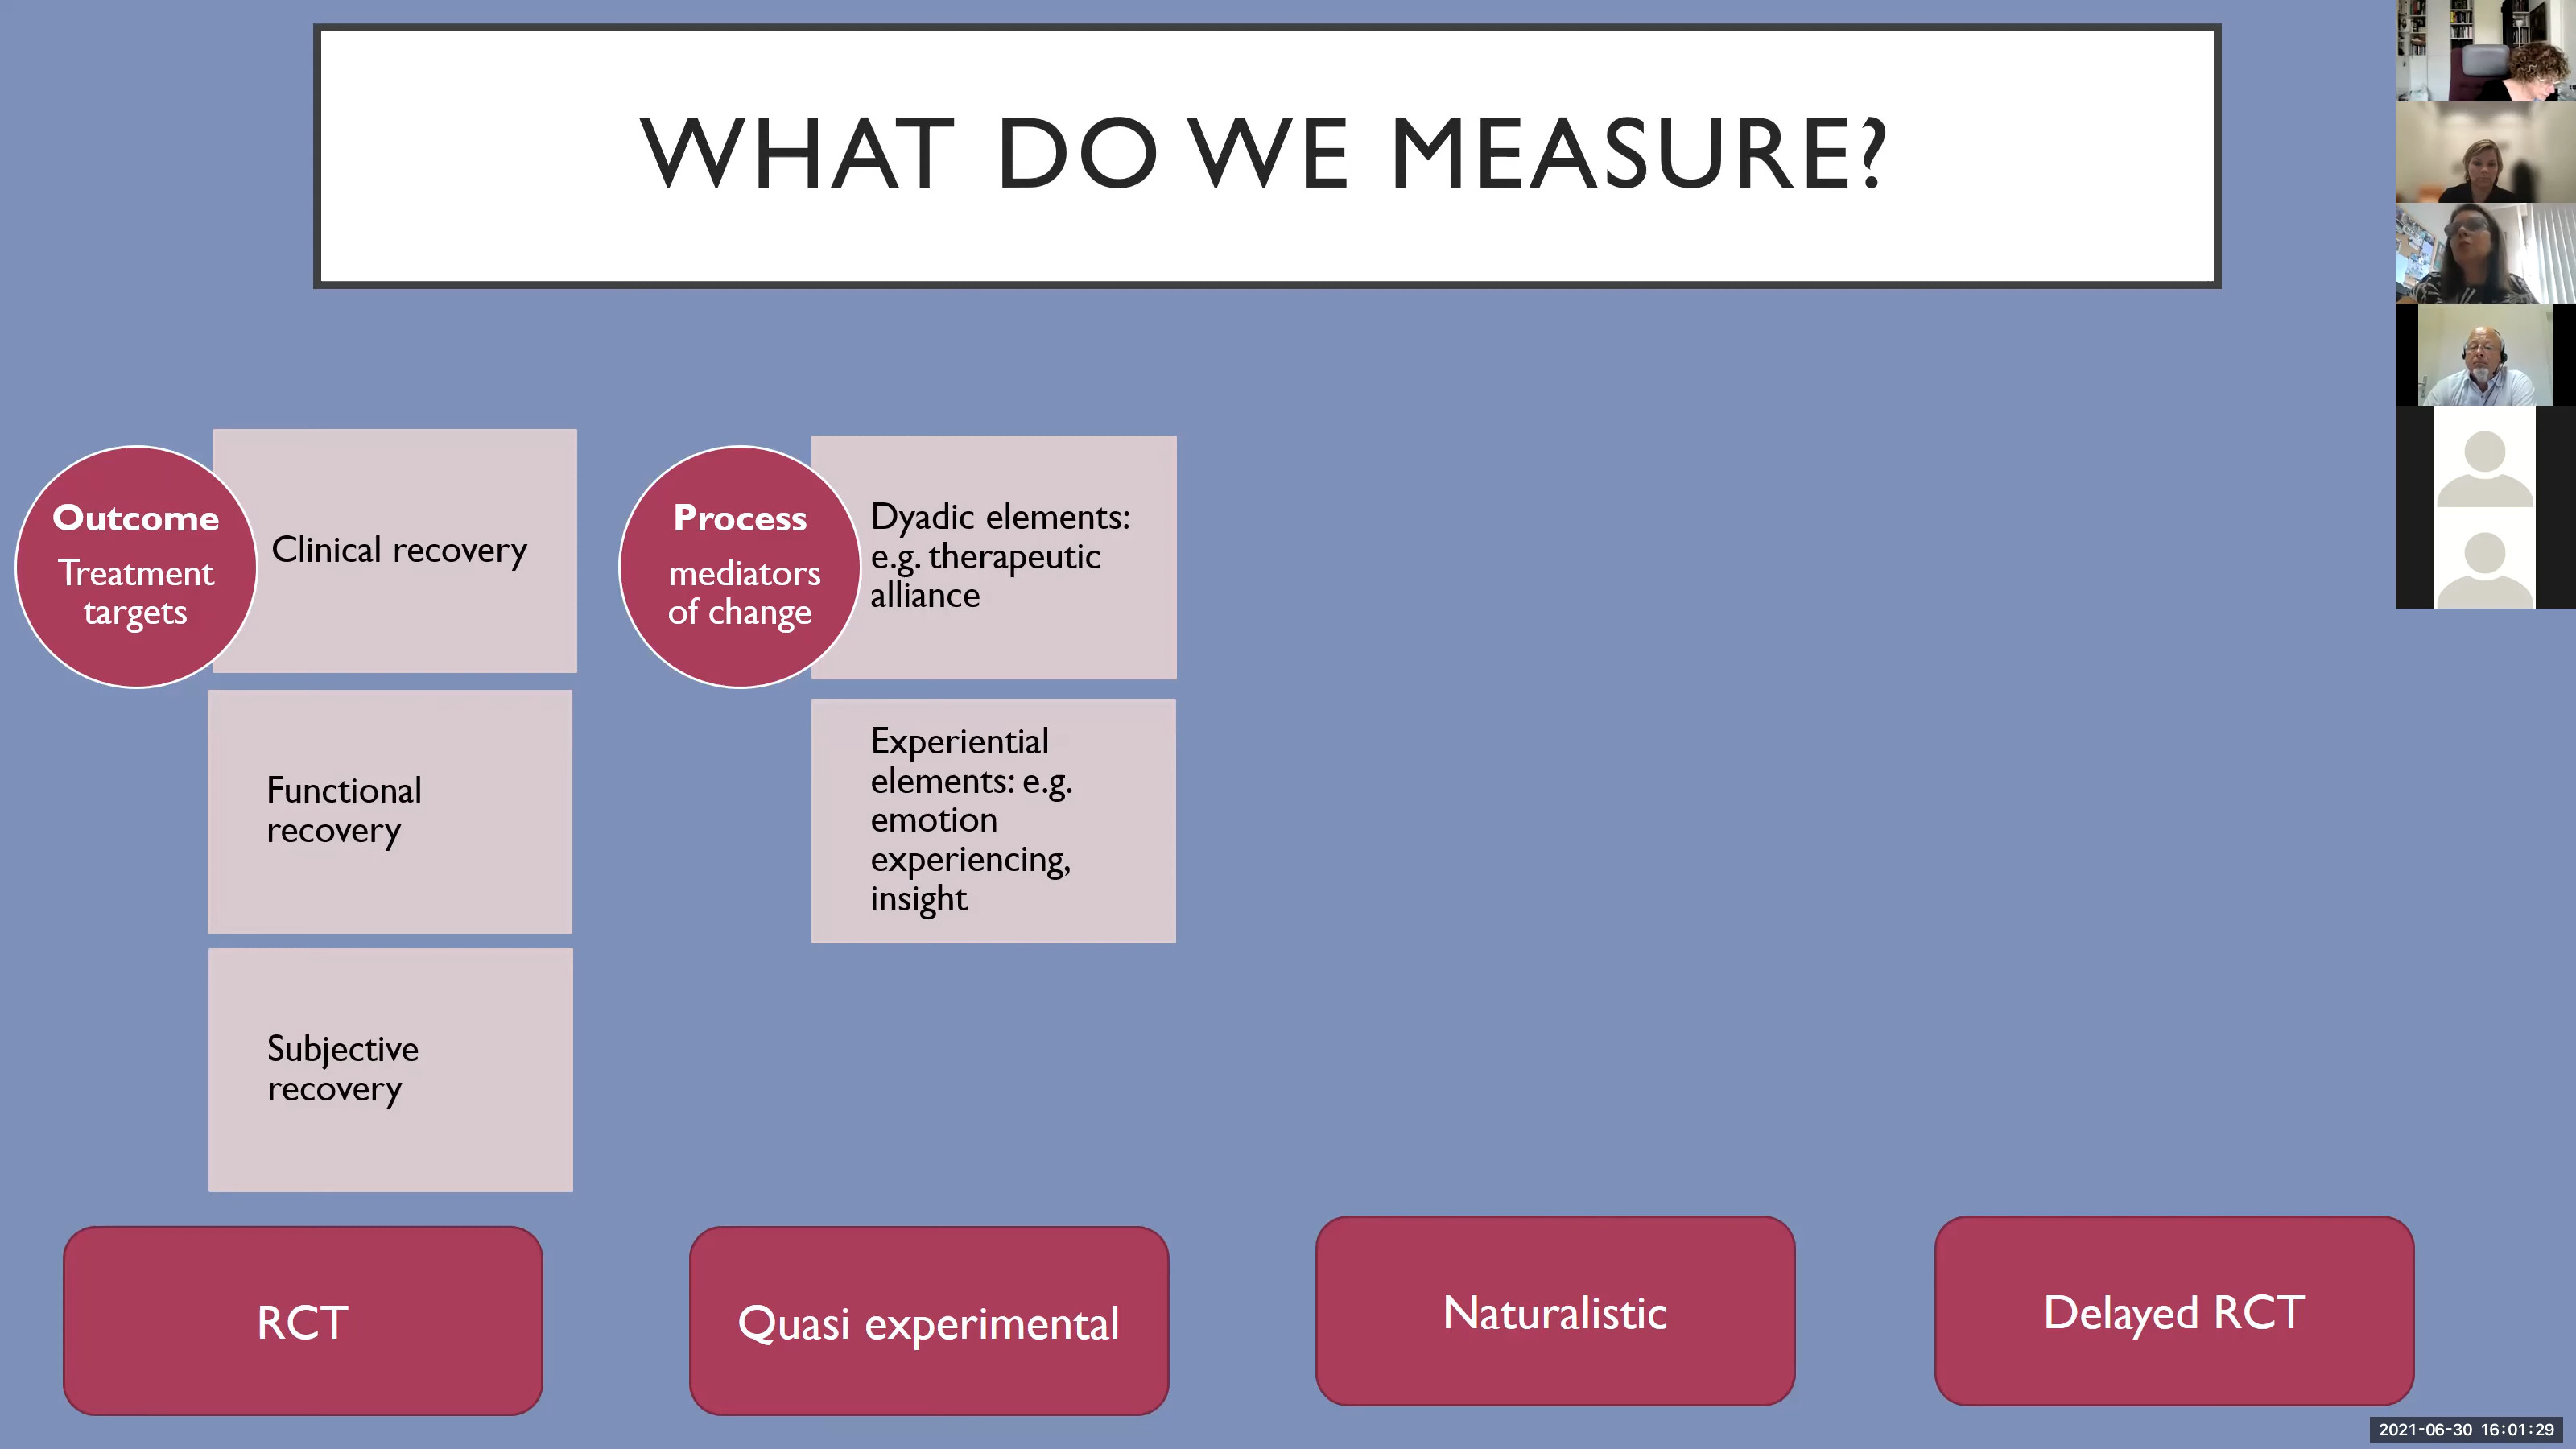 WHAT DO WE MEASURE?
Outcome
Treatment
targets
Clinical recovery
Functional
recovery
Subjective
recovery
Process
mediators
of change
Dyadic elements:
e.g. therapeutic
alliance
Experiential
elements: e.g.
emotion
experiencing,
insight
RCT
Quasi experimental
Naturalistic
Delayed RCT
2021-06-30 16:01:29